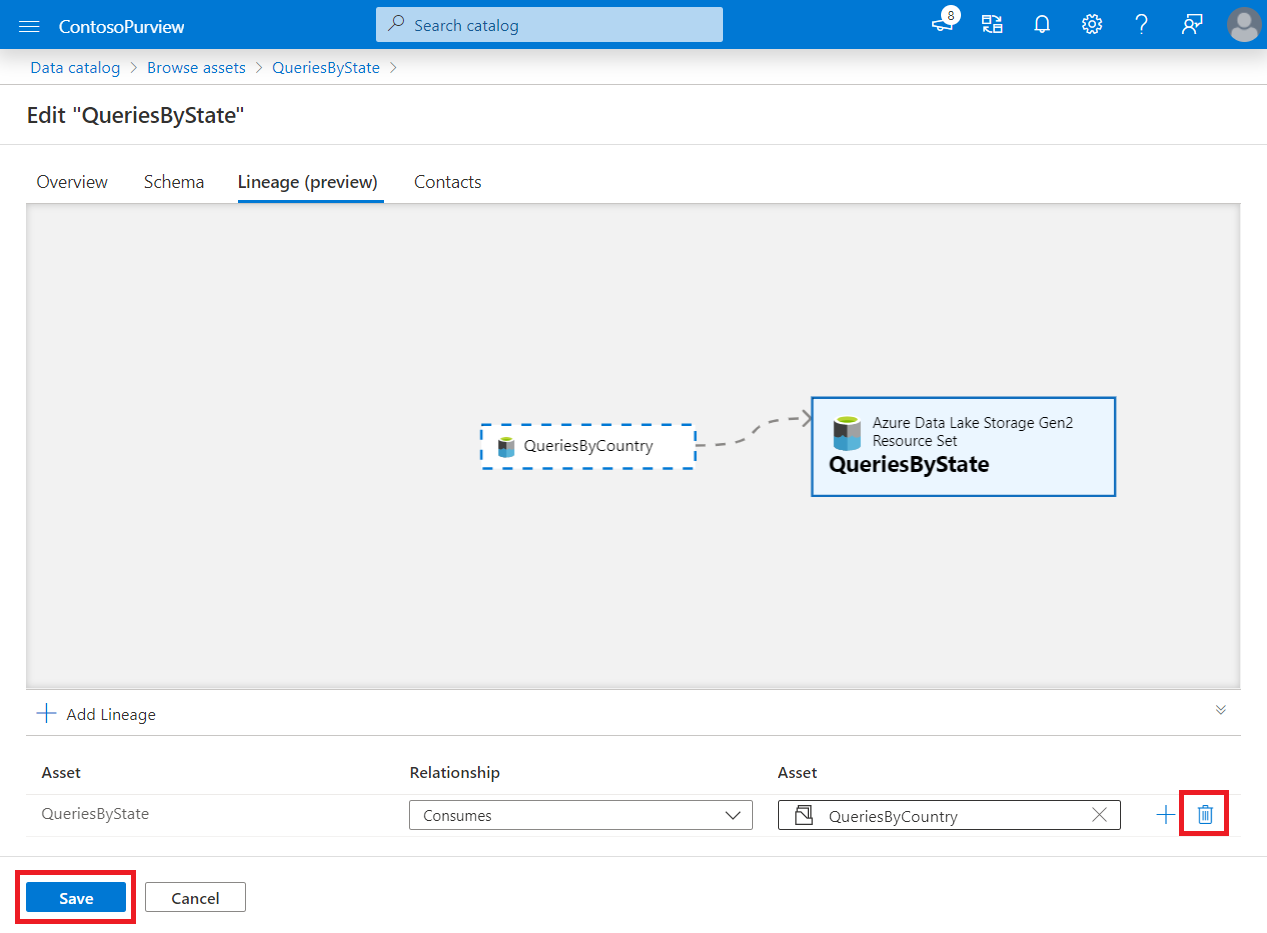 ContosoPurview
Search catalog
8
Data catalog > Browse assets > QueriesByState >
Edit "QueriesByState"
Overview Schema Lineage (preview) Contacts
QueriesByCountry
Azure Data Lake Storage Gen2
Resource Set
QueriesByState
Add Lineage
Asset Relationship Asset
QueriesByState Consumes QueriesByCountry
Save Cancel